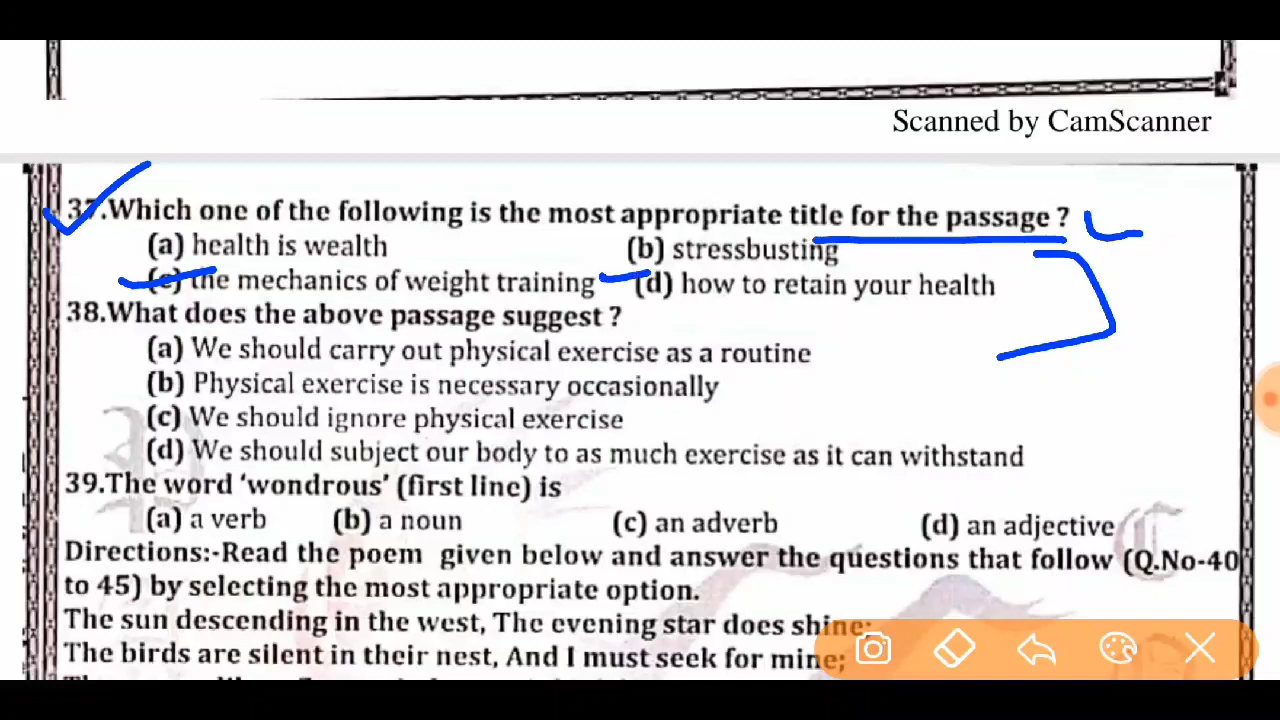 Scanned by CamScanner
37.Which one of the following is the most appropriate title for the passage ?
(a) health is wealth (b) stressbusting
(c) the mechanics of weight training (d) how to retain your health
38.What does the above passage suggest ?
(a) We should carry out physical exercise as a routine
(b) Physical exercise is necessary occasionally
(c) We should ignore physical exercise
(d) We should subject our body to as much exercise as it can withstand
39.The word ‘wondrous’ (first line) is
(a) a verb (b) a noun (c) an adverb (d) an adjective
Directions:-Read the poem given below and answer the questions that follow (Q.No-40
to 45) by selecting the most appropriate option.
The sun descending in the west, The evening star does shine;
The birds are silent in their nest, And I must seek for mine;